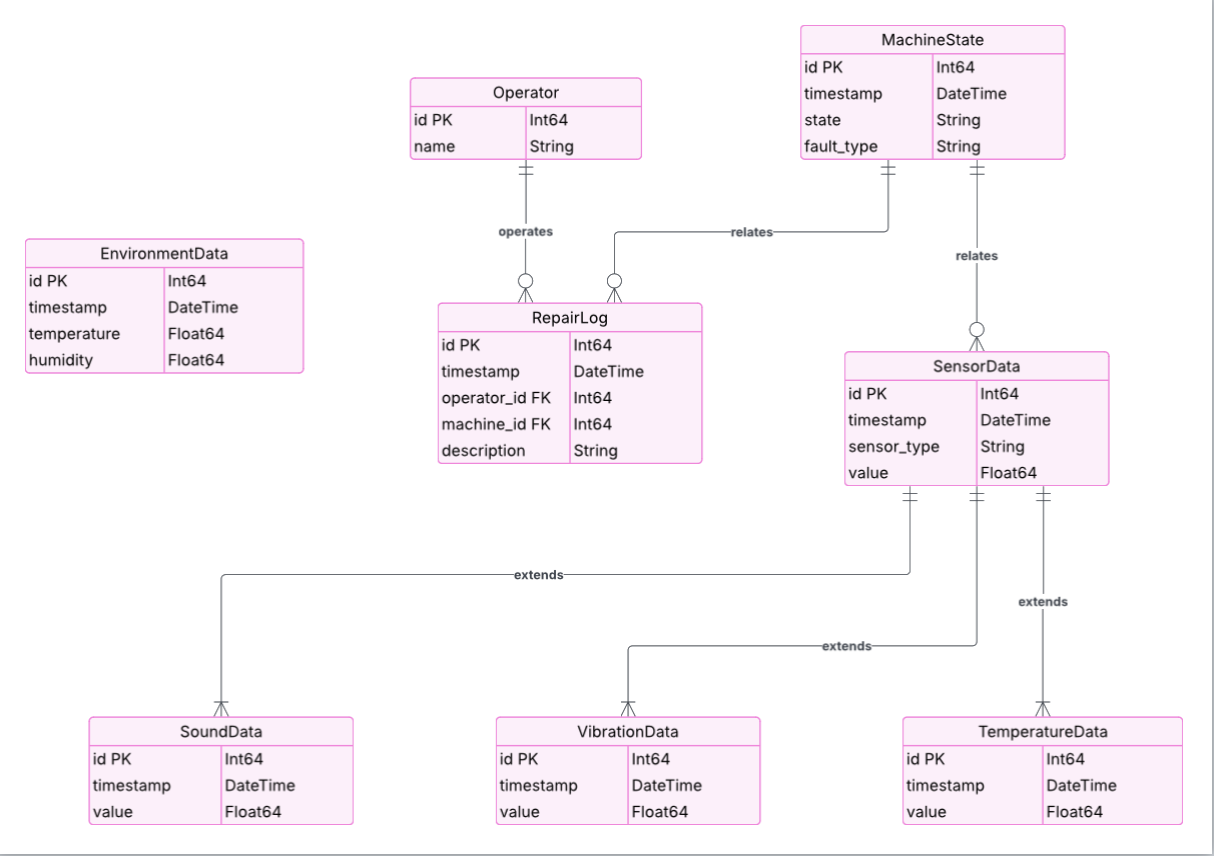 MachineState
id PK Int64
timestamp DateTime
state String
fault_type String
Operator
id PK Int64
name String
operates
relates
relates
EnvironmentData
id PK Int64
timestamp DateTime
temperature Float64
humidity Float64
RepairLog
id PK Int64
timestamp DateTime
operator_id FK Int64
machine_id FK Int64
description String
SensorData
id PK Int64
timestamp DateTime
sensor_type String
value Float64
extends
extends
extends
SoundData
id PK Int64
timestamp DateTime
value Float64
VibrationData
id PK Int64
timestamp DateTime
value Float64
TemperatureData
id PK Int64
timestamp DateTime
value Float64